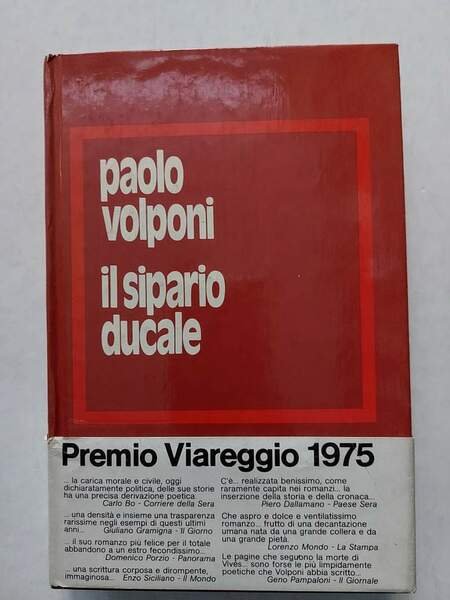 paolo
volponi
il sipario
ducale
Premio Viareggio 1975
... la carica morale e civile, oggi
dichiaratamente politica, delle sue storie
ha una precisa derivazione poetica.
Carlo Bo - Corriere della Sera
... una densità e insieme una trasparenza
rarissime negli esempi di questi ultimi
anni... Giuliano Gramigna - Il Giorno
... il suo romanzo più felice per il totale
abbandono a un estro fecondissimo...
Domenico Porzio - Panorama
... una scrittura corposa e dirompente,
immaginosa... Enzo Siciliano - Il Mondo
C'è... realizzata benissimo, come
raramente capita nei romanzi... la
inserzione della storia e della cronaca...
Piero Dallamano - Paese Sera
Che aspro e dolce e ventilatissimo
romanzo... frutto di una decantazione
umana nata da una grande collera e da
una grande pietà.
Lorenzo Mondo - La Stampa
Le pagine che seguono la morte di
Vivés... sono forse le più limpidamente
poetiche che Volponi abbia scritto...
Geno Pampaloni - Il Giornale